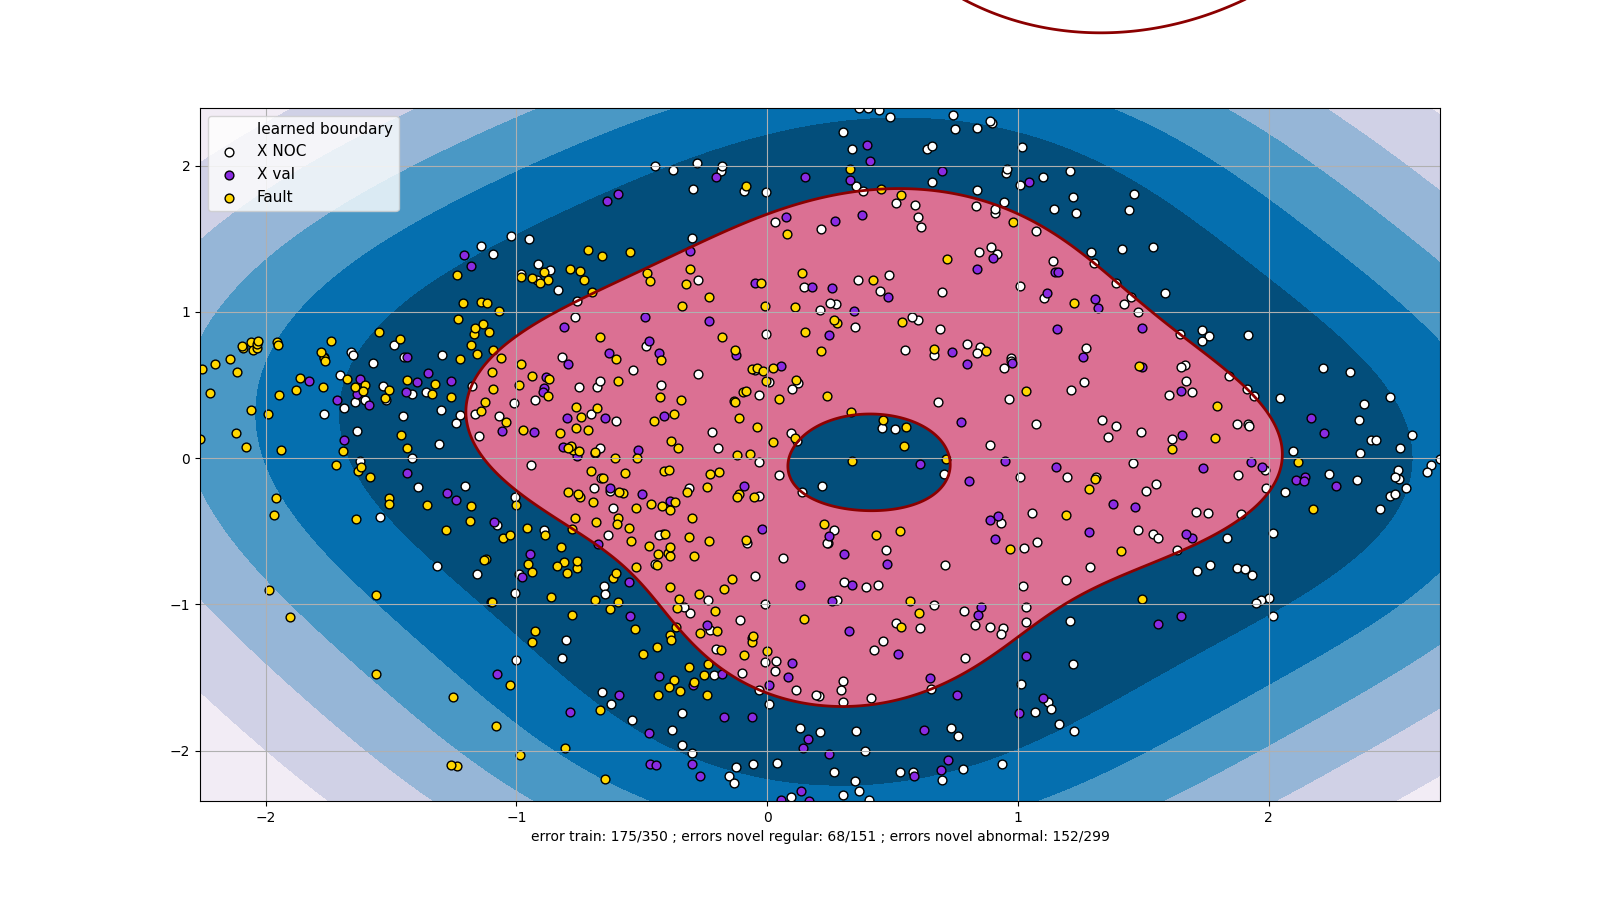 learned boundary
X NOC
X val
Fault
2
1
0
−1
−2
−2
−1
0
1
2
error train: 175/350 ; errors novel regular: 68/151 ; errors novel abnormal: 152/299